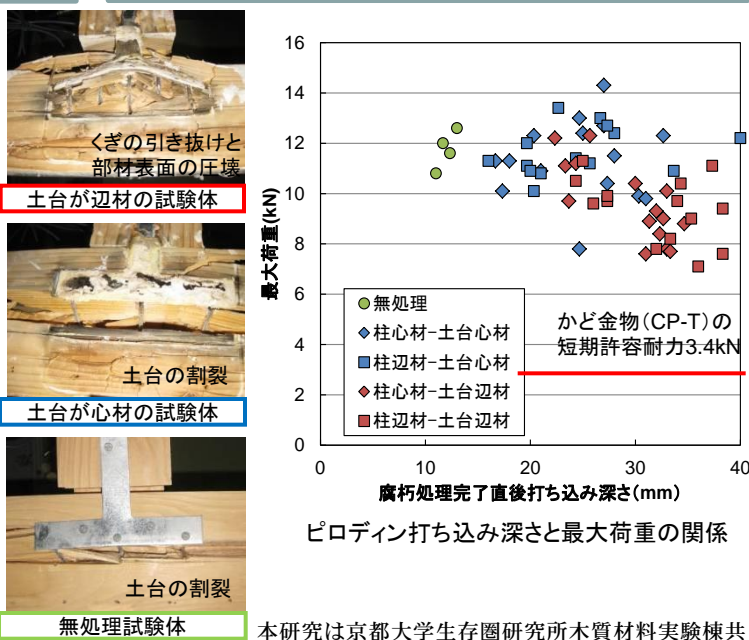 くぎの引き抜けと
部材表面の圧壊
土台が辺材の試験体
土台の割裂
土台が心材の試験体
土台の割裂
無処理試験体
最大荷重(kN)
16
14
12
10
8
6
4
2
0
無処理
柱心材-土台心材
柱辺材-土台心材
柱心材-土台辺材
柱辺材-土台辺材
かど金物(CP-T)の
短期許容耐力3.4kN
0 10 20 30 40
腐朽処理完了直後打ち込み深さ(mm)
ピロディン打ち込み深さと最大荷重の関係
本研究は京都大学生存圏研究所木質材料実験棟共